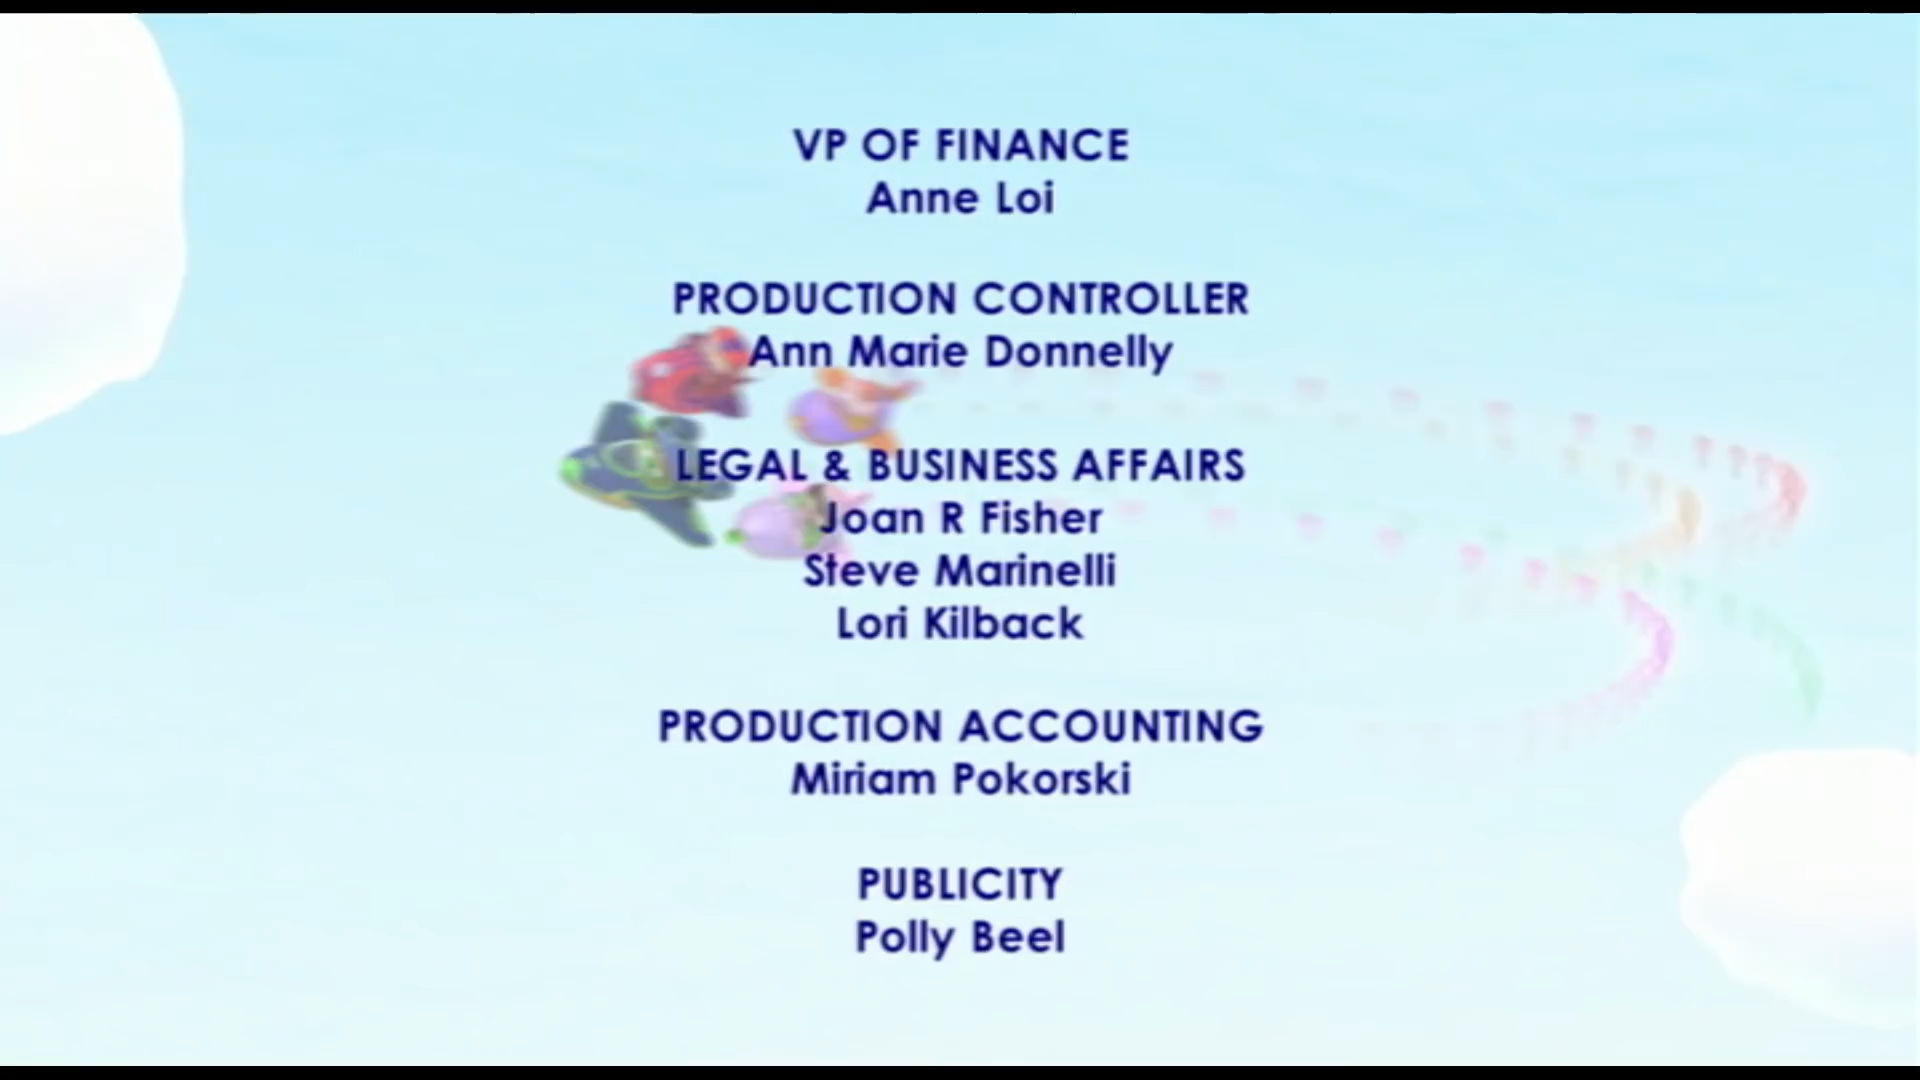 VP OF FINANCE
Anne Loi
PRODUCTION CONTROLLER
Ann Marie Donnelly
LEGAL & BUSINESS AFFAIRS
Joan R Fisher
Steve Marinelli
Lori Kilback
PRODUCTION ACCOUNTING
Miriam Pokorski
PUBLICITY
Polly Beel